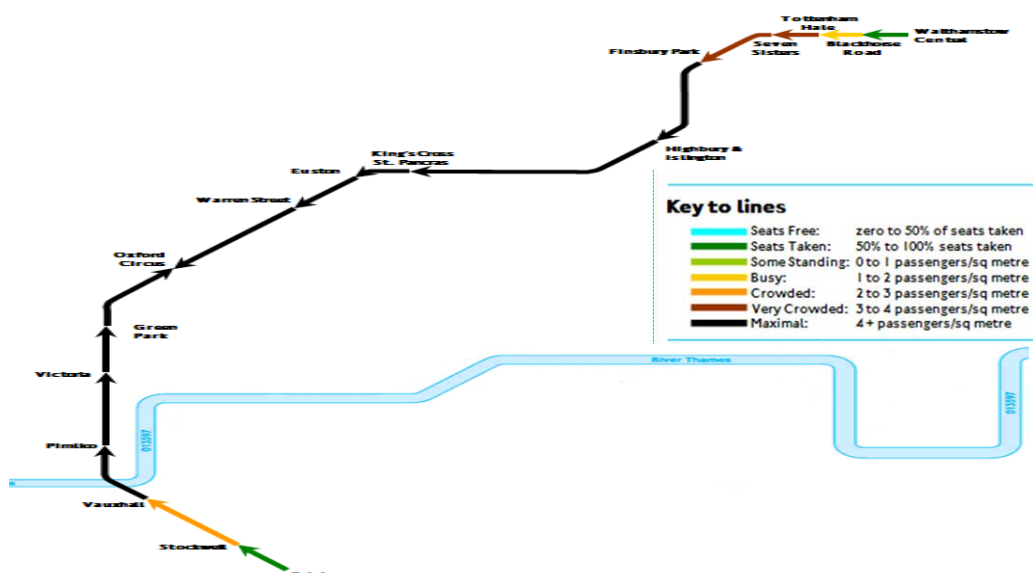 Tottenham
Hale
Walthamstow
Central
Finsbury Park
Seven
Sisters
Blackhorse
Road
King's Cross
St. Pancras
Highbury &
Islington
Euston
Warren Street
Oxford
Circus
Green
Park
Victoria
Pimlico
Vauxhall
Stockwell
River Thames
013597
013597
Key to lines
Seats Free: zero to 50% of seats taken
Seats Taken: 50% to 100% seats taken
Some Standing: 0 to 1 passengers/sq metre
Busy: 1 to 2 passengers/sq metre
Crowded: 2 to 3 passengers/sq metre
Very Crowded: 3 to 4 passengers/sq metre
Maximal: 4+ passengers/sq metre